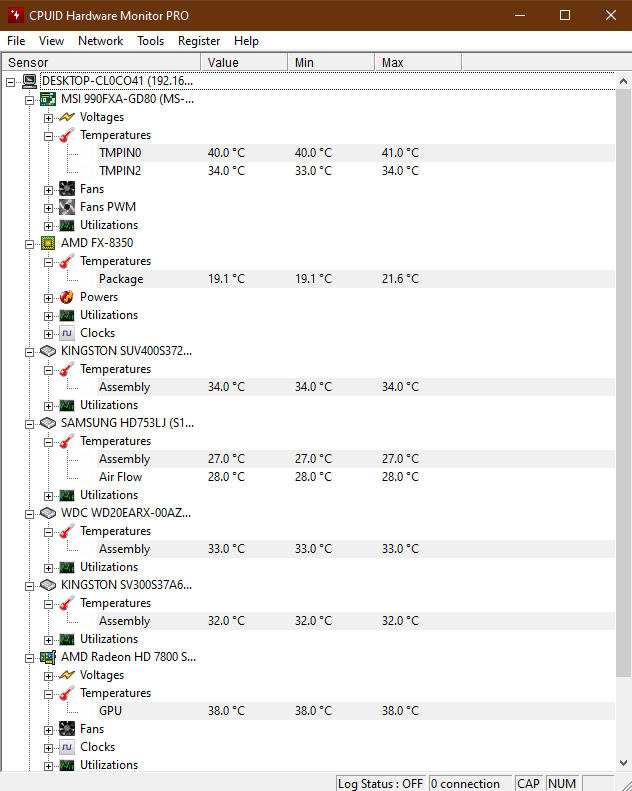 CPUID Hardware Monitor PRO
File View Network Tools Register Help
Sensor Value Min Max
DESKTOP-CL0CO41 (192.16...
MSI 990FXA-GD80 (MS-...
Voltages
Temperatures
TMPIN0 40.0 °C 40.0 °C 41.0 °C
TMPIN2 34.0 °C 33.0 °C 34.0 °C
Fans
Fans PWM
Utilizations
AMD FX-8350
Temperatures
Package 19.1 °C 19.1 °C 21.6 °C
Powers
Utilizations
Clocks
KINGSTON SUV400S372...
Temperatures
Assembly 34.0 °C 34.0 °C 34.0 °C
Utilizations
SAMSUNG HD753LJ (S1...
Temperatures
Assembly 27.0 °C 27.0 °C 27.0 °C
Air Flow 28.0 °C 28.0 °C 28.0 °C
Utilizations
WDC WD20EARX-00AZ...
Temperatures
Assembly 33.0 °C 33.0 °C 33.0 °C
Utilizations
KINGSTON SV300S37A6...
Temperatures
Assembly 32.0 °C 32.0 °C 32.0 °C
Utilizations
AMD Radeon HD 7800 S...
Voltages
Temperatures
GPU 38.0 °C 38.0 °C 38.0 °C
Fans
Clocks
Utilizations
Log Status : OFF 0 connection CAP NUM